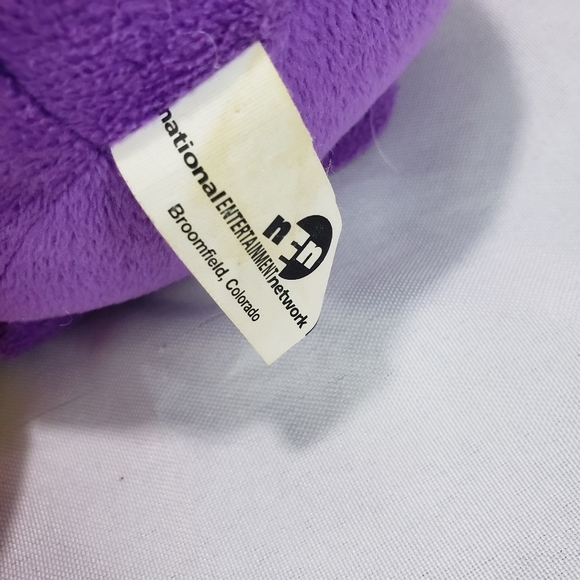 nEn
nationalENTERTAINMENTnetwork
Broomfield, Colorado